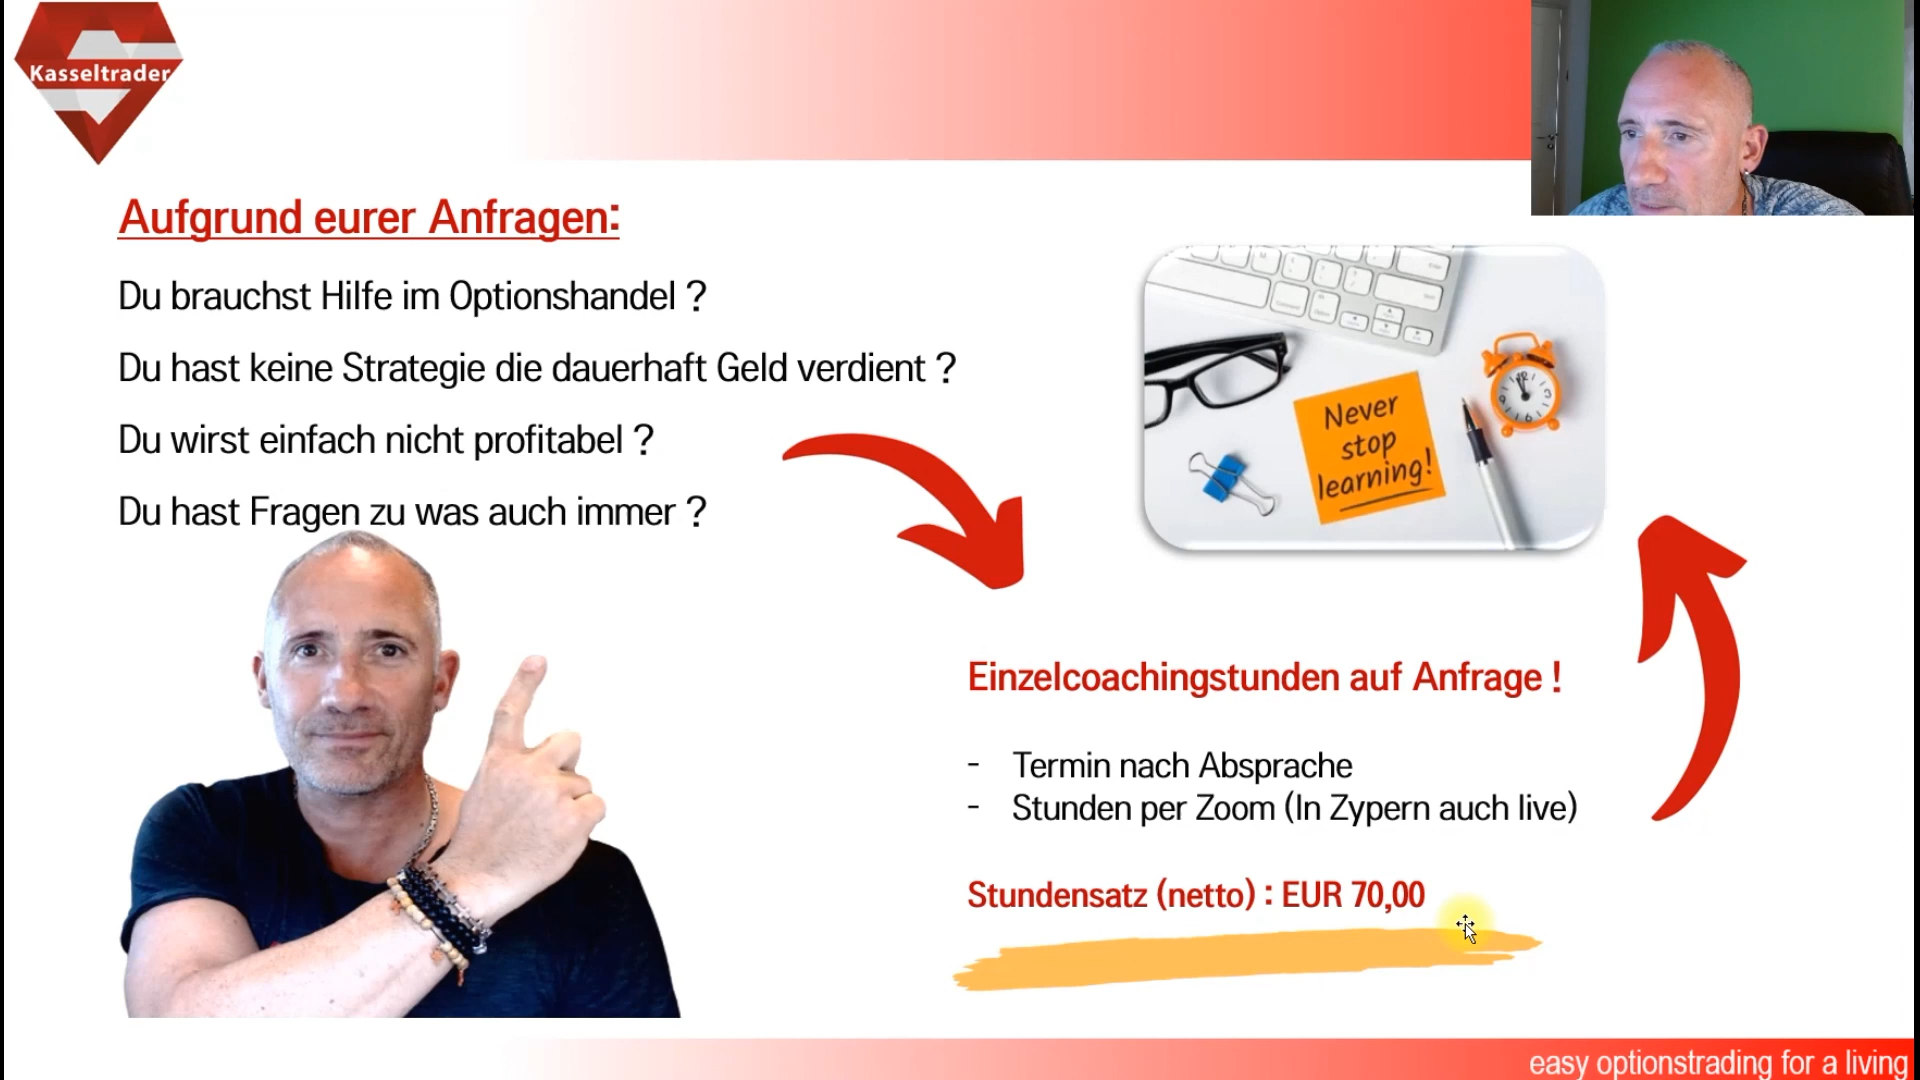 Kasseltrader
Aufgrund eurer Anfragen:
Du brauchst Hilfe im Optionshandel ?
Du hast keine Strategie die dauerhaft Geld verdient ?
Du wirst einfach nicht profitabel ?
Du hast Fragen zu was auch immer ?
Never
stop
learning!
Einzelcoachingstunden auf Anfrage !
- Termin nach Absprache
- Stunden per Zoom (In Zypern auch live)
Stundensatz (netto) : EUR 70,00
easy optionstrading for a living